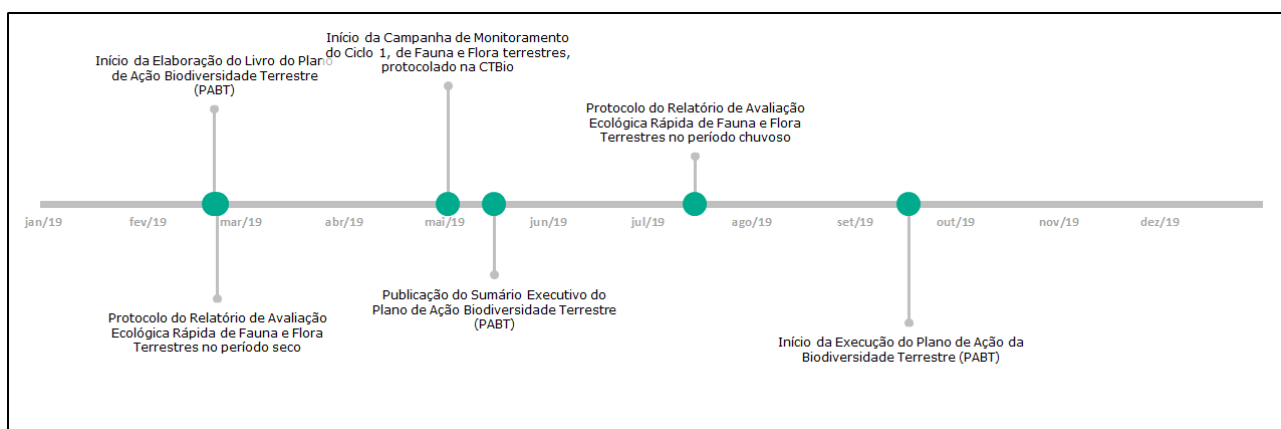 Início da Elaboração do Livro do Plano
de Ação Biodiversidade Terrestre
(PABT)
Início da Campanha de Monitoramento
do Ciclo 1, de Fauna e Flora terrestres,
protocolado na CTBio
Protocolo do Relatório de Avaliação
Ecológica Rápida de Fauna e Flora
Terrestres no período chuvoso
jan/19 fev/19 mar/19 abr/19 mai/19 jun/19 jul/19 ago/19 set/19 out/19 nov/19 dez/19
Protocolo do Relatório de Avaliação
Ecológica Rápida de Fauna e Flora
Terrestres no período seco
Publicação do Sumário Executivo do
Plano de Ação Biodiversidade Terrestre
(PABT)
Início da Execução do Plano de Ação da
Biodiversidade Terrestre (PABT)